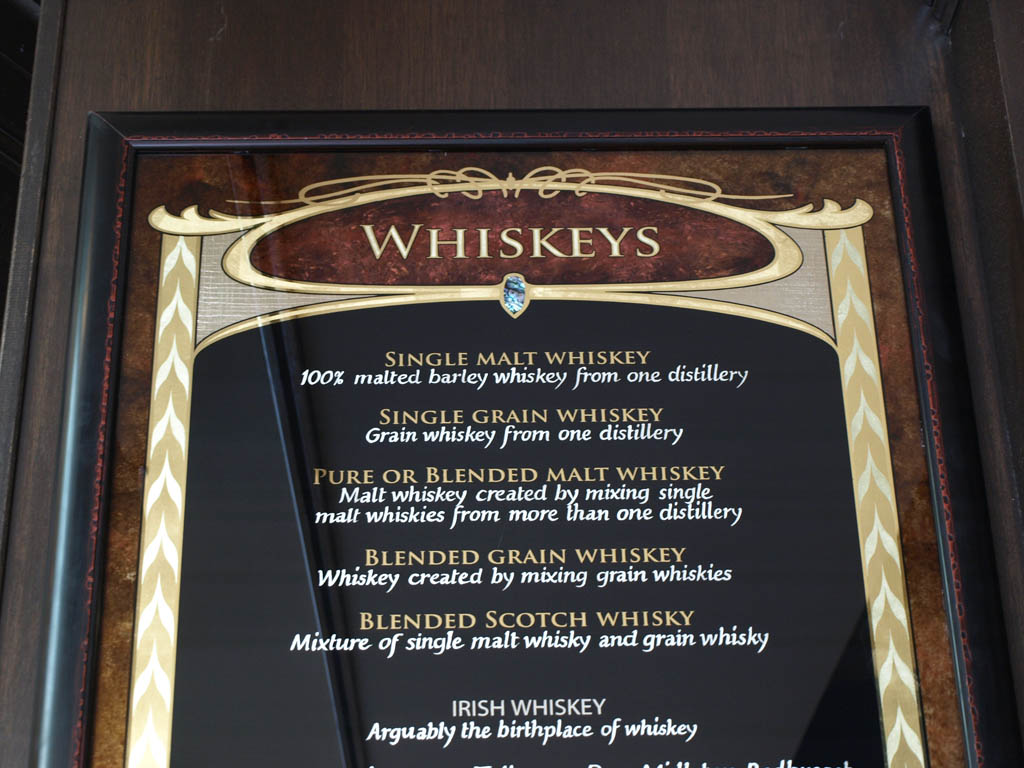 WHISKEYS
SINGLE MALT WHISKEY
100% malted barley whiskey from one distillery
SINGLE GRAIN WHISKEY
Grain whiskey from one distillery
PURE OR BLENDED MALT WHISKEY
Malt whiskey created by mixing single
malt whiskies from more than one distillery
BLENDED GRAIN WHISKEY
Whiskey created by mixing grain whiskies
BLENDED SCOTCH WHISKY
Mixture of single malt whisky and grain whisky
IRISH WHISKEY
Arguably the birthplace of whiskey